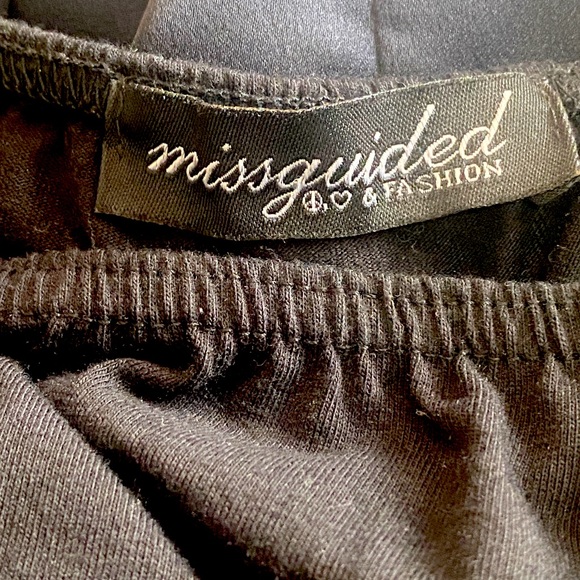 missguided
☮, ♡ & FASHION